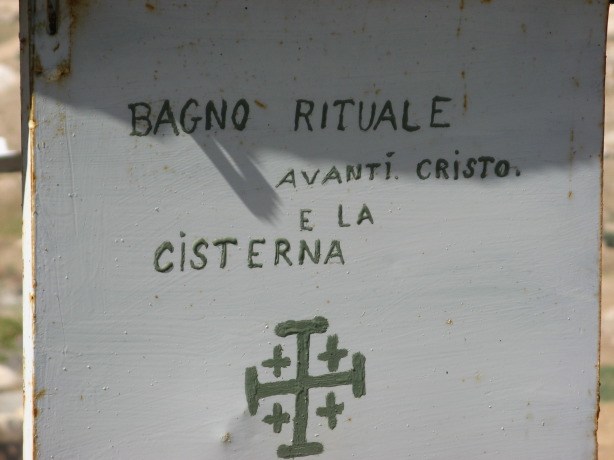 BAGNO RITUALE
AVANTi. CRiSTO.
E LA
CiSTERNA